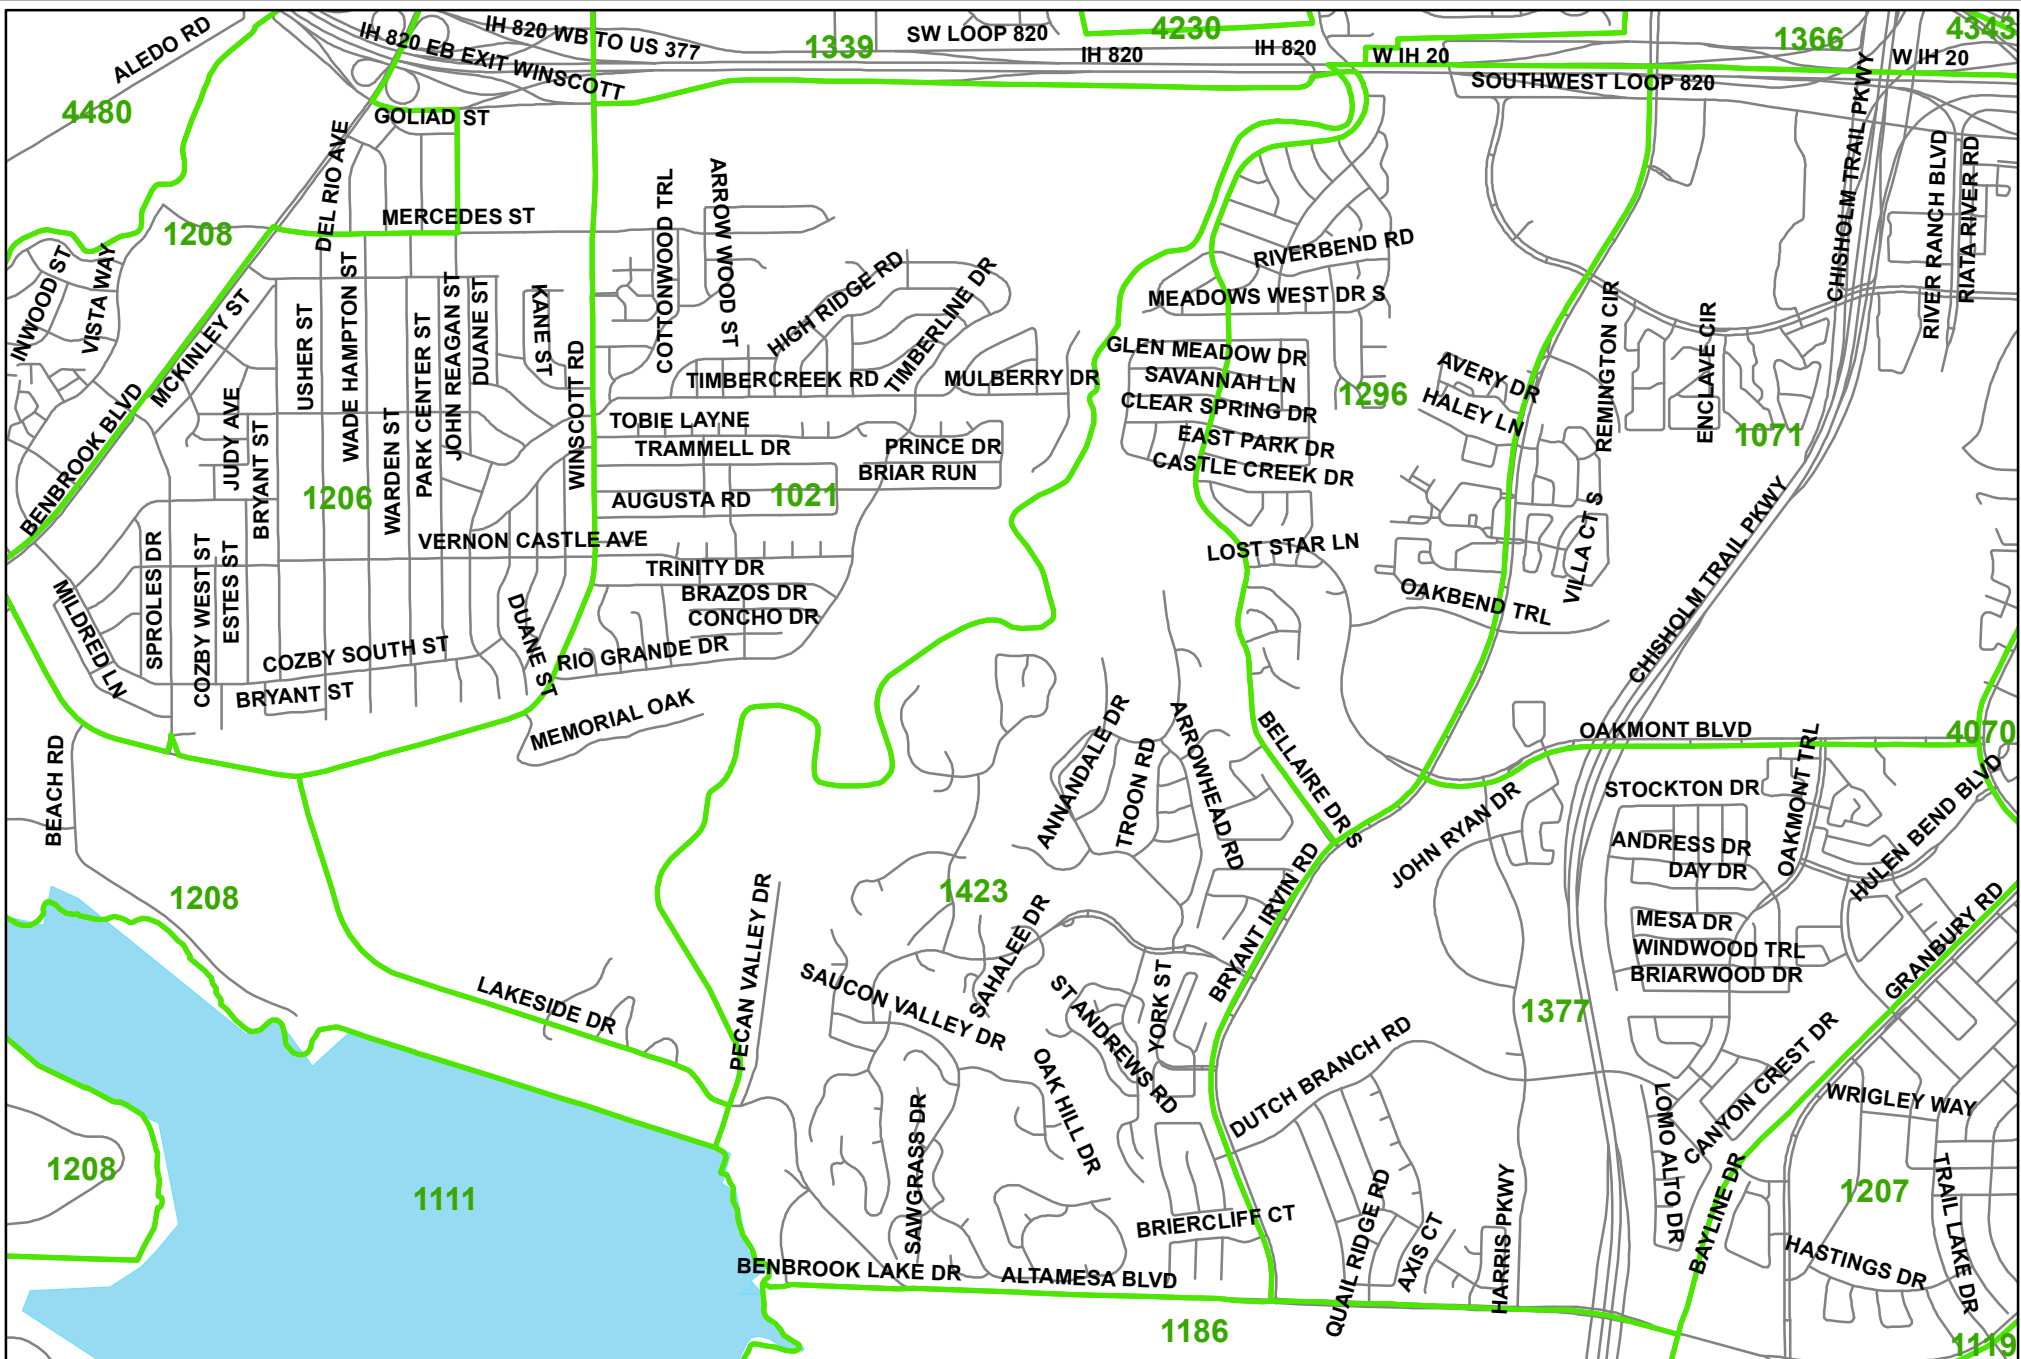 ALEDO RD
IH 820 WB TO US 377
IH 820 EB EXIT WINSCOTT
1339
SW LOOP 820
4230
IH 820
IH 820
W IH 20
1366
4343
W IH 20
SOUTHWEST LOOP 820
4480
GOLIAD ST
DEL RIO AVE
MERCEDES ST
1208
COTTONWOOD TRL
ARROW WOOD ST
RIVERBEND RD
CHISHOLM TRAIL PKWY
RIVER RANCH BLVD
RIATA RIVER RD
INWOOD ST
VISTA WAY
MCKINLEY ST
USHER ST
WADE HAMPTON ST
PARK CENTER ST
JOHN REAGAN ST
DUANE ST
KANE ST
WINSCOTT RD
HIGH RIDGE RD
TIMBERLINE DR
MEADOWS WEST DR S
GLEN MEADOW DR
SAVANNAH LN
CLEAR SPRING DR
EAST PARK DR
CASTLE CREEK DR
1296
AVERY DR
HALEY LN
REMINGTON CIR
ENCLAVE CIR
1071
TIMBERCREEK RD
MULBERRY DR
TOBIE LAYNE
TRAMMELL DR
PRINCE DR
BRIAR RUN
AUGUSTA RD
1021
BENBROOK BLVD
JUDY AVE
BRYANT ST
1206
WARDEN ST
VERNON CASTLE AVE
TRINITY DR
BRAZOS DR
CONCHO DR
RIO GRANDE DR
LOST STAR LN
OAKBEND TRL
VILLA CT S
CHISHOLM TRAIL PKWY
CHISHOLM TRAIL PKWY
MILDRED LN
SPROLES DR
COZBY WEST ST
ESTES ST
COZBY SOUTH ST
BRYANT ST
DUANE ST
MEMORIAL OAK
BEACH RD
ANNANDALE DR
TROON RD
ARROWHEAD RD
BELLAIRE DR S
OAKMONT BLVD
4070
STOCKTON DR
OAKMONT TRL
ANDRESS DR
DAY DR
HULEN BEND BLVD
JOHN RYAN DR
MESA DR
WINDWOOD TRL
BRIARWOOD DR
GRANBURY RD
1208
1423
PECAN VALLEY DR
SAHALEE DR
SAUCON VALLEY DR
ST ANDREWS RD
YORK ST
BRYANT IRVIN RD
1377
LAKESIDE DR
OAK HILL DR
DUTCH BRANCH RD
CANYON CREST DR
WRIGLEY WAY
LOMO ALTO DR
1208
1111
SAWGRASS DR
BRIERCLIFF CT
QUAIL RIDGE RD
AXIS CT
HARRIS PKWY
BAYLINE DR
1207
TRAIL LAKE DR
HASTINGS DR
BENBROOK LAKE DR
ALTAMESA BLVD
1186
1119